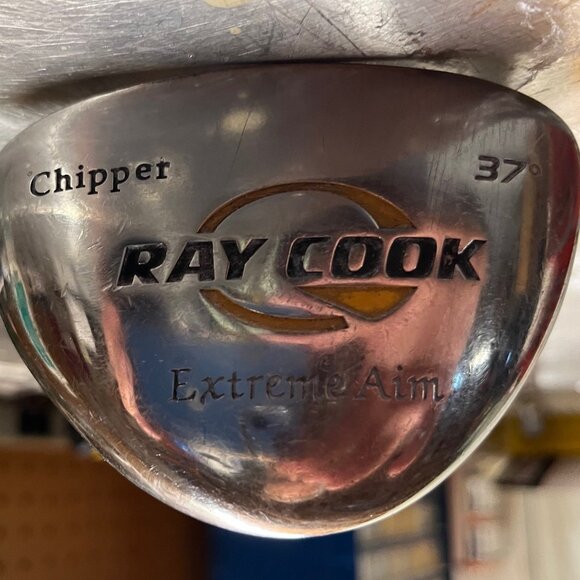 Chipper 37°
RAY COOK
Extreme Aim